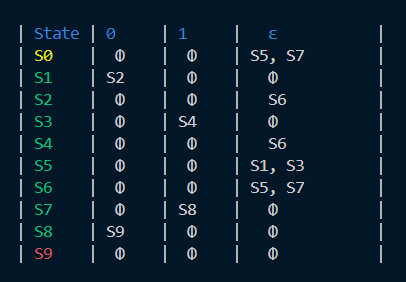 | State | 0 | 1 | ε |
| S0 | Φ | Φ | S5, S7 |
| S1 | S2 | Φ | Φ |
| S2 | Φ | Φ | S6 |
| S3 | Φ | S4 | Φ |
| S4 | Φ | Φ | S6 |
| S5 | Φ | Φ | S1, S3 |
| S6 | Φ | Φ | S5, S7 |
| S7 | Φ | S8 | Φ |
| S8 | S9 | Φ | Φ |
| S9 | Φ | Φ | Φ |